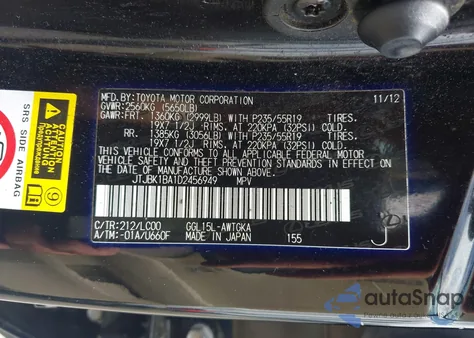 MFD.BY:TOYOTA MOTOR CORPORATION 11/12
GVWR:2560KG (5650LB)
GAWR:FRT. 1360KG (2999LB) WITH P235/55R19 TIRES.
19X7 1/2J RIMS. AT 220KPA (32PSI) COLD.
RR. 1385KG (3056LB) WITH P235/55R19 TIRES.
19X7 1/2J RIMS. AT 220KPA (32PSI) COLD.
THIS VEHICLE CONFORMS TO ALL APPLICABLE FEDERAL MOTOR
VEHICLE SAFETY AND THEFT PREVENTION STANDARDS IN
EFFECT ON THE DATE OF MANUFACTURE SHOWN ABOVE.
JTJBK1BA1D2456949 MPV
C/TR:212/LC00 GGL15L-AWTGKA
A/TM:-01A/U660F MADE IN JAPAN 155
J
SRS SIDE AIRBAG
autoSnap